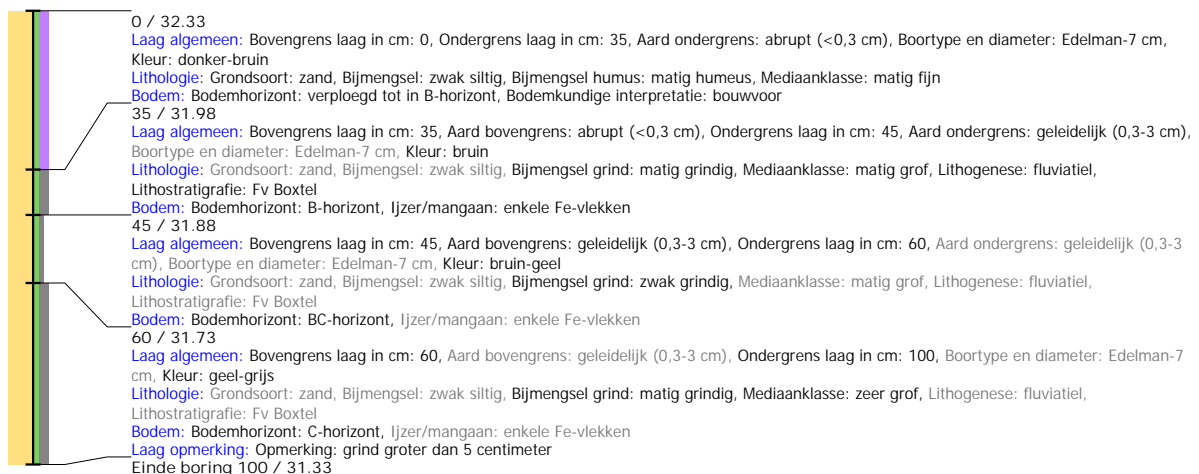 0 / 32.33
Laag algemeen: Bovengrens laag in cm: 0, Ondergrens laag in cm: 35, Aard ondergrens: abrupt (<0,3 cm), Boortype en diameter: Edelman-7 cm,
Kleur: donker-bruin
Lithologie: Grondsoort: zand, Bijmengsel: zwak siltig, Bijmengsel humus: matig humeus, Mediaanklasse: matig fijn
Bodem: Bodemhorizont: verploegd tot in B-horizont, Bodemkundige interpretatie: bouwvoor
35 / 31.98
Laag algemeen: Bovengrens laag in cm: 35, Aard bovengrens: abrupt (<0,3 cm), Ondergrens laag in cm: 45, Aard ondergrens: geleidelijk (0,3-3 cm),
Boortype en diameter: Edelman-7 cm, Kleur: bruin
Lithologie: Grondsoort: zand, Bijmengsel: zwak siltig, Bijmengsel grind: matig grindig, Mediaanklasse: matig grof, Lithogenese: fluviatiel,
Lithostratigrafie: Fv Boxtel
Bodem: Bodemhorizont: B-horizont, Ijzer/mangaan: enkele Fe-vlekken
45 / 31.88
Laag algemeen: Bovengrens laag in cm: 45, Aard bovengrens: geleidelijk (0,3-3 cm), Ondergrens laag in cm: 60, Aard ondergrens: geleidelijk (0,3-3
cm), Boortype en diameter: Edelman-7 cm, Kleur: bruin-geel
Lithologie: Grondsoort: zand, Bijmengsel: zwak siltig, Bijmengsel grind: zwak grindig, Mediaanklasse: matig grof, Lithogenese: fluviatiel,
Lithostratigrafie: Fv Boxtel
Bodem: Bodemhorizont: BC-horizont, Ijzer/mangaan: enkele Fe-vlekken
60 / 31.73
Laag algemeen: Bovengrens laag in cm: 60, Aard bovengrens: geleidelijk (0,3-3 cm), Ondergrens laag in cm: 100, Boortype en diameter: Edelman-7
cm, Kleur: geel-grijs
Lithologie: Grondsoort: zand, Bijmengsel: zwak siltig, Bijmengsel grind: matig grindig, Mediaanklasse: zeer grof, Lithogenese: fluviatiel,
Lithostratigrafie: Fv Boxtel
Bodem: Bodemhorizont: C-horizont, Ijzer/mangaan: enkele Fe-vlekken
Laag opmerking: Opmerking: grind groter dan 5 centimeter
Einde boring 100 / 31.33